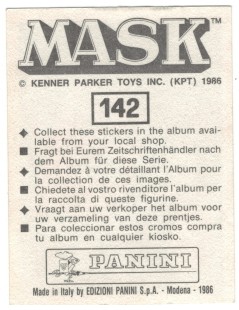 MASK™
© KENNER PARKER TOYS INC. (KPT) 1986
142
◆ Collect these stickers in the album avai-
lable from your local shop.
■ Fragt bei Eurem Zeitschriftenhändler nach
dem Album für diese Serie.
◆ Demandez à votre détaillant l'Album pour
la collection de ces images.
■ Chiedete al vostro rivenditore l'album per
la raccolta di queste figurine.
◆ Vraagt aan uw verkoper het album voor
uw verzameling van deze prentjes.
■ Para coleccionar estos cromos compra
tu album en cualquier kiosko.
PANINI
Made in Italy by EDIZIONI PANINI S.p.A. - Modena - 1986